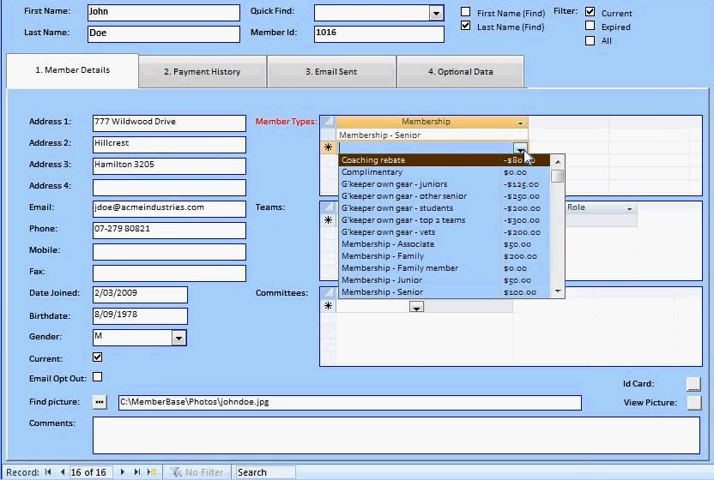 First Name: John Quick Find: First Name (Find) Filter: Current
Last Name: Doe Member Id: 1016 Last Name (Find) Expired
All
1. Member Details 2. Payment History 3. Email Sent 4. Optional Data
Address 1: 777 Wildwood Drive Member Types: Membership
Membership - Senior
Address 2: Hillcrest
Coaching rebate
Address 3: Hamilton 3205 Complimentary $0.00
G'keeper own gear - juniors -$125.00
Address 4: G'keeper own gear - other senior -$250.00
Email: jdoe@acmeindustries.com Teams: G'keeper own gear - students -$200.00 Role
G'keeper own gear - top 2 teams -$300.00
Phone: 07-279 80821 G'keeper own gear - vets -$200.00
Mobile: Membership - Associate $50.00
Membership - Family $200.00
Fax: Membership - Family member $0.00
Membership - Junior $50.00
Date Joined: 2/03/2009 Committees: Membership - Senior $100.00
Birthdate: 8/09/1978
Gender: M
Current:
Email Opt Out: Id Card:
Find picture: C:\MemberBase\Photos\johndoe.jpg View Picture:
Comments:
Record: 16 of 16 No Filter Search